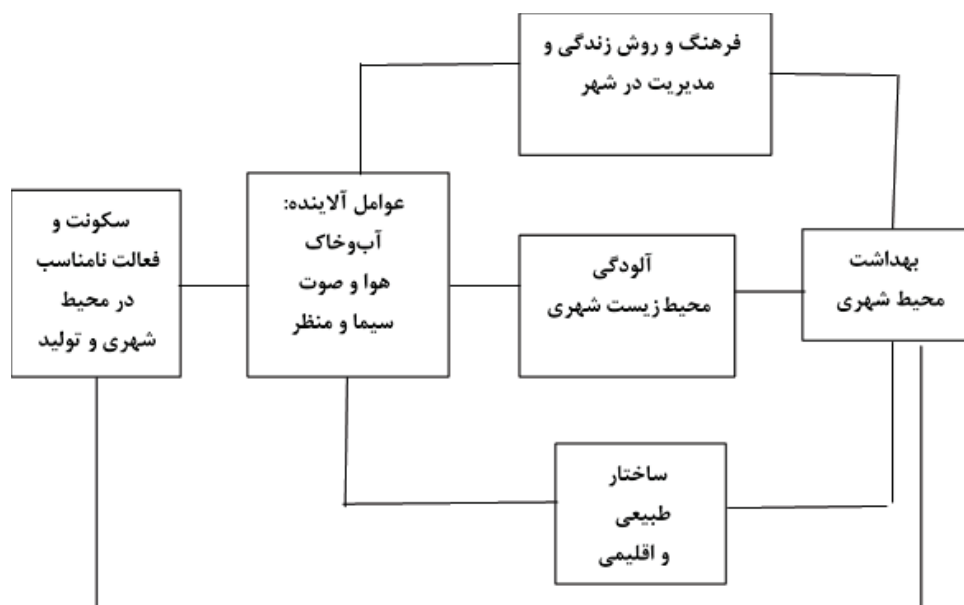 فرهنگ و روش زندگی و
مدیریت در شهر
سکونت و
فعالت نامناسب
در محیط
شهری و تولید
عوامل آلاینده:
آب‌وخاک
هوا و صوت
سیما و منظر
آلودگی
محیط‌زیست شهری
بهداشت
محیط شهری
ساختار
طبیعی
و اقلیمی